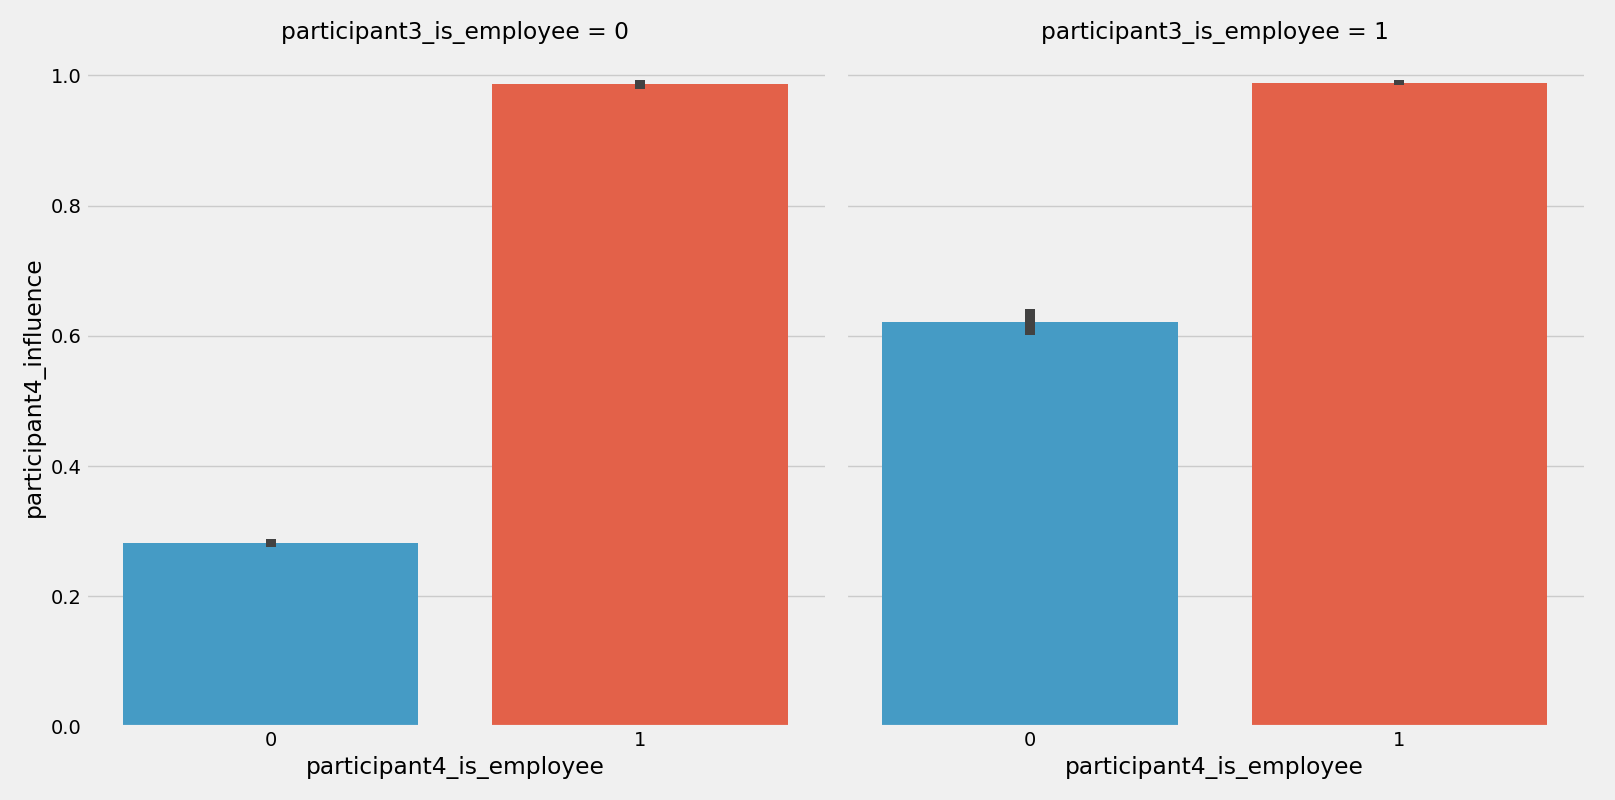 participant3_is_employee = 0
participant3_is_employee = 1
participant4_influence
1.0
0.8
0.6
0.4
0.2
0.0
0 1 0 1
participant4_is_employee participant4_is_employee